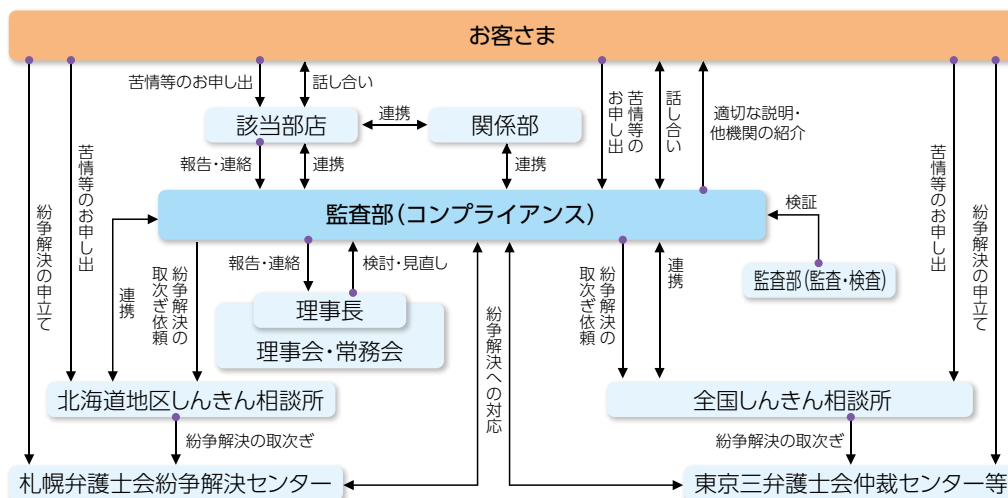 お客さま
苦情等のお申し出
話し合い
苦情等の
お申し出
話し合い
適切な説明・
他機関の紹介
該当部店
連携
関係部
報告・連絡
連携
連携
紛争解決の申立て
苦情等のお申し出
苦情等のお申し出
紛争解決の申立て
監査部(コンプライアンス)
検証
監査部(監査・検査)
連携
紛争解決の
取次ぎ依頼
報告・連絡
検討・見直し
理事長
理事会・常務会
紛争解決への対応
紛争解決の
取次ぎ依頼
連携
北海道地区しんきん相談所
全国しんきん相談所
紛争解決の取次ぎ
紛争解決の取次ぎ
札幌弁護士会紛争解決センター
東京三弁護士会仲裁センター等